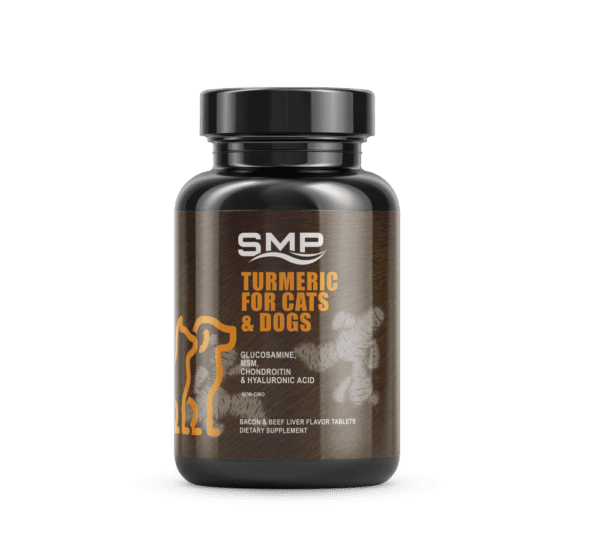 SMP
TURMERIC
FOR CATS
& DOGS
GLUCOSAMINE,
MSM,
CHONDROITIN
& HYALURONIC ACID
NON-GMO
BACON & BEEF LIVER FLAVOR TABLETS
DIETARY SUPPLEMENT